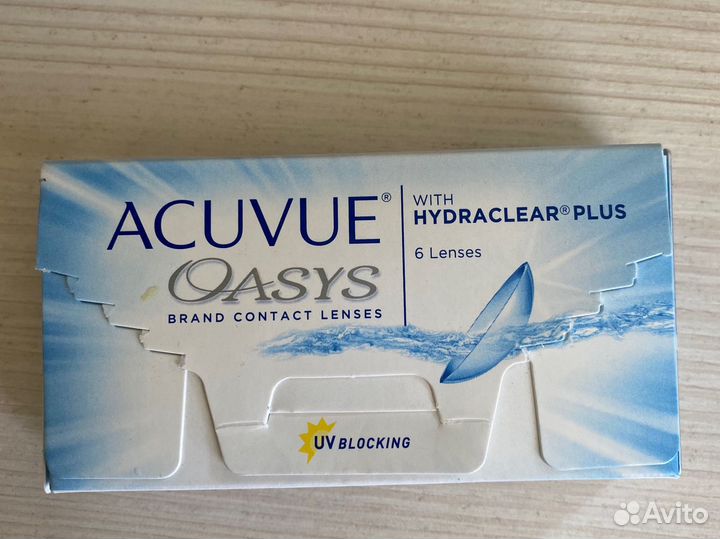 ACUVUE®
OASYS
BRAND CONTACT LENSES
WITH
HYDRACLEAR® PLUS
6 Lenses
UV BLOCKING
Avito